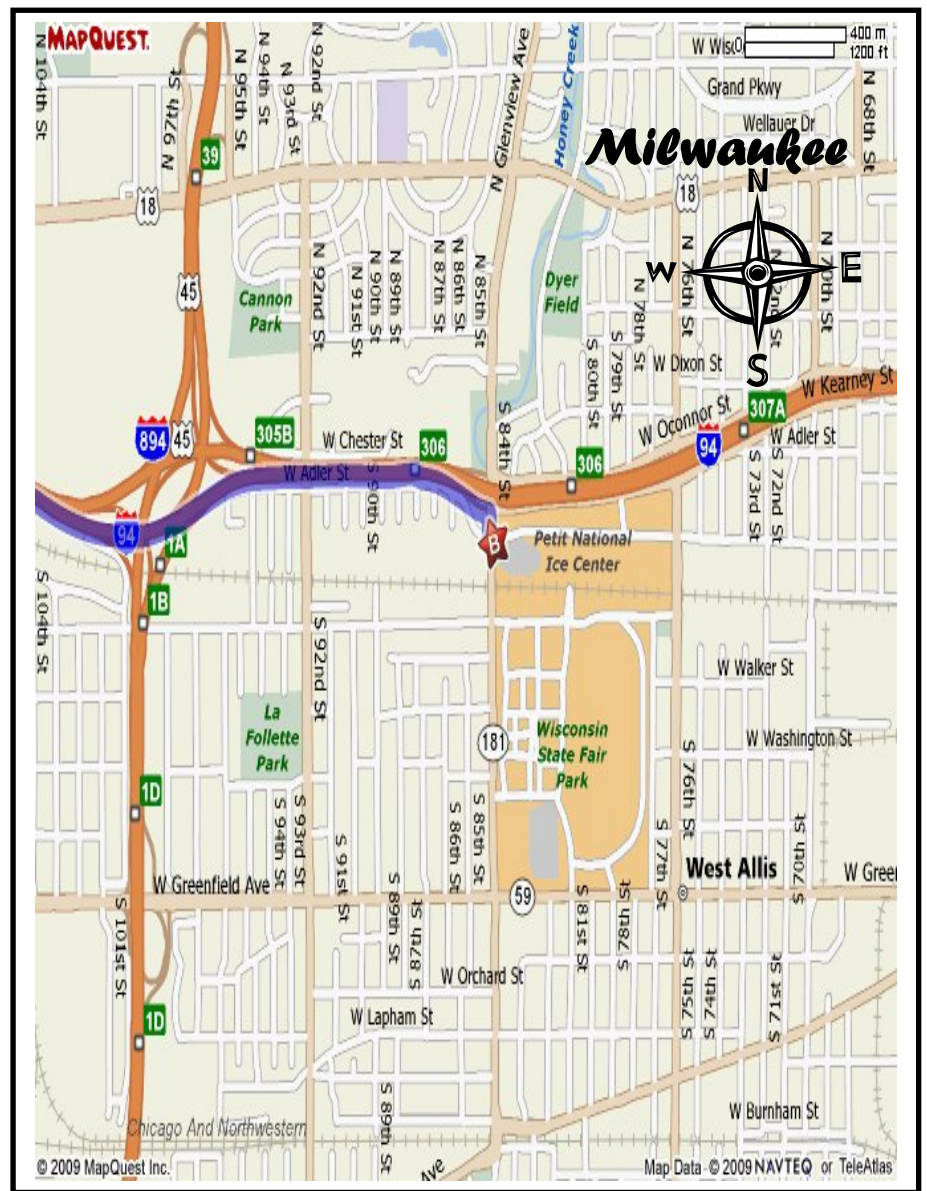 MAPQUEST.
400 m
1200 ft
N 104th St
N 97th St
N 95th St
N 94th St
N 93rd St
N 92nd St
N Glenview Ave
Honey Creek
Grand Pkwy
Wellauer Dr
N 68th St
Milwaukee
N
W
E
S
39
18
18
45
Cannon
Park
N 92nd St
N 91st St
N 90th St
N 89th St
N 87th St
N 86th St
N 85th St
Dyer
Field
N 78th St
N 76th St
N 70th St
S 80th St
S 79th St
W Dixon St
W Kearney St
W Oconnor St
307A
94
W Adler St
S 73rd St
S 72nd St
894
45
305B
W Chester St
306
S 84th St
306
W Adler St
S 90th St
94
1A
B
Petit National
Ice Center
1B
S 104th St
S 92nd St
W Walker St
La
Follette
Park
181
Wisconsin
State Fair
Park
W Washington St
S 76th St
1D
S 94th St
S 93rd St
S 91st St
S 86th St
S 85th St
S 77th St
West Allis
S 70th St
W Greenfield Ave
59
W Gree
S 101st St
S 89th St
S 87th St
S 81st St
S 78th St
W Orchard St
S 75th St
S 74th St
S 71st St
W Lapham St
1D
S 89th St
W Burnham St
Chicago And Northwestern
Ave
© 2009 MapQuest Inc.
Map Data © 2009 NAVTEQ or TeleAtlas